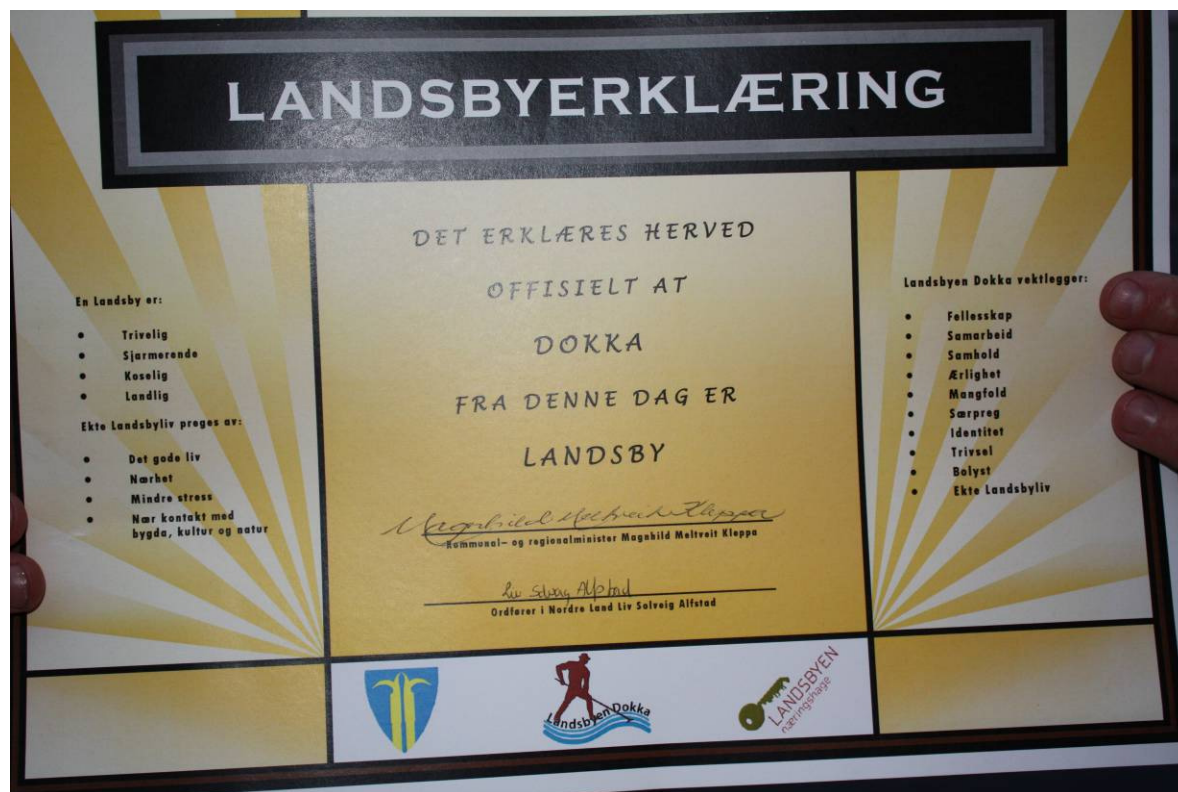 LANDSBYERKLÆRING
En Landsby er:
• Trivelig
• Sjarmerende
• Koselig
• Landlig
Ekte Landsbyliv preges av:
• Det gode liv
• Nærhet
• Mindre stress
• Nær kontakt med
bygda, kultur og natur
DET ERKLÆRES HERVED
OFFISIELT AT
DOKKA
FRA DENNE DAG ER
LANDSBY
Magnhild Meltveit Kleppa
Kommunal- og regionalminister Magnhild Meltveit Kleppa
Liv Solveig Alfstad
Ordfører i Nordre Land Liv Solveig Alfstad
Landsbyen Dokka vektlegger:
• Fellesskap
• Samarbeid
• Samhold
• Ærlighet
• Mangfold
• Særpreg
• Identitet
• Trivsel
• Bolyst
• Ekte Landsbyliv
Landsbyen Dokka
LANDSBYEN
næringshage